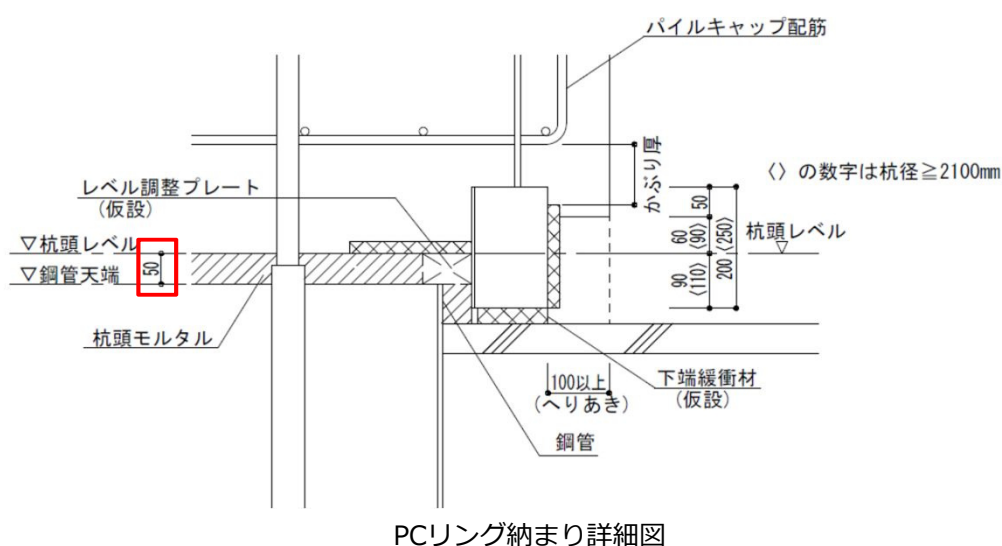 パイルキャップ配筋
かぶり厚
〈〉の数字は杭径≧2100mm
レベル調整プレート
(仮設)
50
60
〈90〉
90
〈110〉
200 〈250〉
杭頭レベル
▽
▽杭頭レベル
50
▽鋼管天端
杭頭モルタル
100以上
(へりあき)
下端緩衝材
(仮設)
鋼管
PCリング納まり詳細図